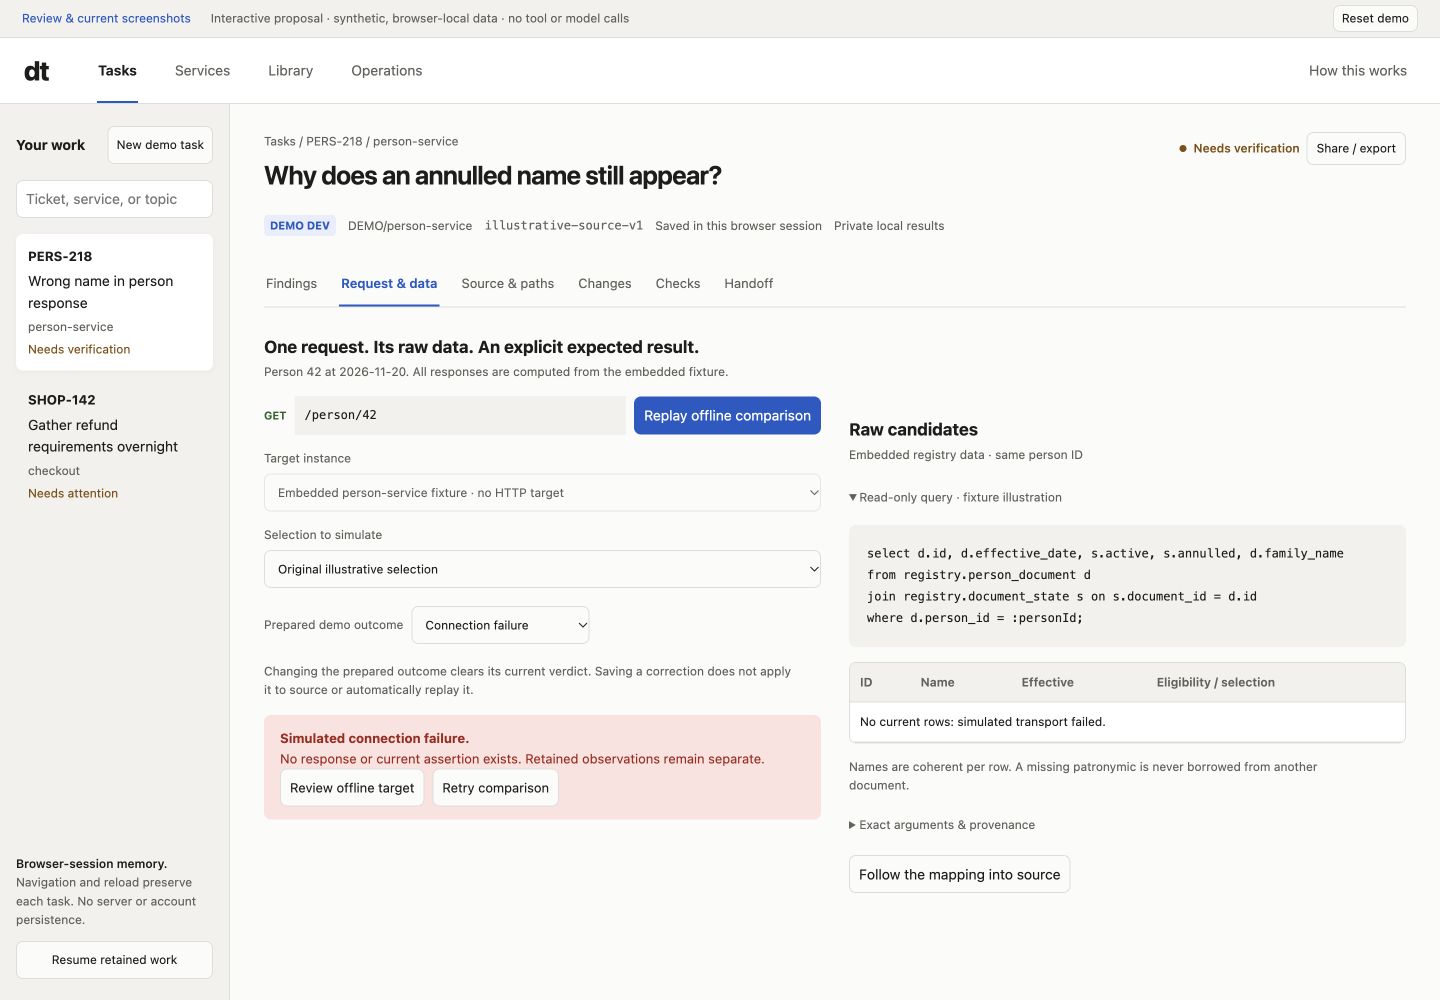 Review & current screenshots
Interactive proposal · synthetic, browser-local data · no tool or model calls
Reset demo
dt
Tasks
Services
Library
Operations
How this works
Your work
New demo task
Ticket, service, or topic
PERS-218
Wrong name in person
response
person-service
Needs verification
SHOP-142
Gather refund
requirements overnight
checkout
Needs attention
Browser-session memory.
Navigation and reload preserve
each task. No server or account
persistence.
Resume retained work
Tasks / PERS-218 / person-service
Needs verification
Share / export
Why does an annulled name still appear?
DEMO DEV
DEMO/person-service
illustrative-source-v1
Saved in this browser session
Private local results
Findings
Request & data
Source & paths
Changes
Checks
Handoff
One request. Its raw data. An explicit expected result.
Person 42 at 2026-11-20. All responses are computed from the embedded fixture.
GET
/person/42
Replay offline comparison
Target instance
Embedded person-service fixture · no HTTP target
Selection to simulate
Original illustrative selection
Prepared demo outcome
Connection failure
Changing the prepared outcome clears its current verdict. Saving a correction does not apply
it to source or automatically replay it.
Simulated connection failure.
No response or current assertion exists. Retained observations remain separate.
Review offline target
Retry comparison
Raw candidates
Embedded registry data · same person ID
Read-only query · fixture illustration
select d.id, d.effective_date, s.active, s.annulled, d.family_name
from registry.person_document d
join registry.document_state s on s.document_id = d.id
where d.person_id = :personId;
ID
Name
Effective
Eligibility / selection
No current rows: simulated transport failed.
Names are coherent per row. A missing patronymic is never borrowed from another
document.
Exact arguments & provenance
Follow the mapping into source